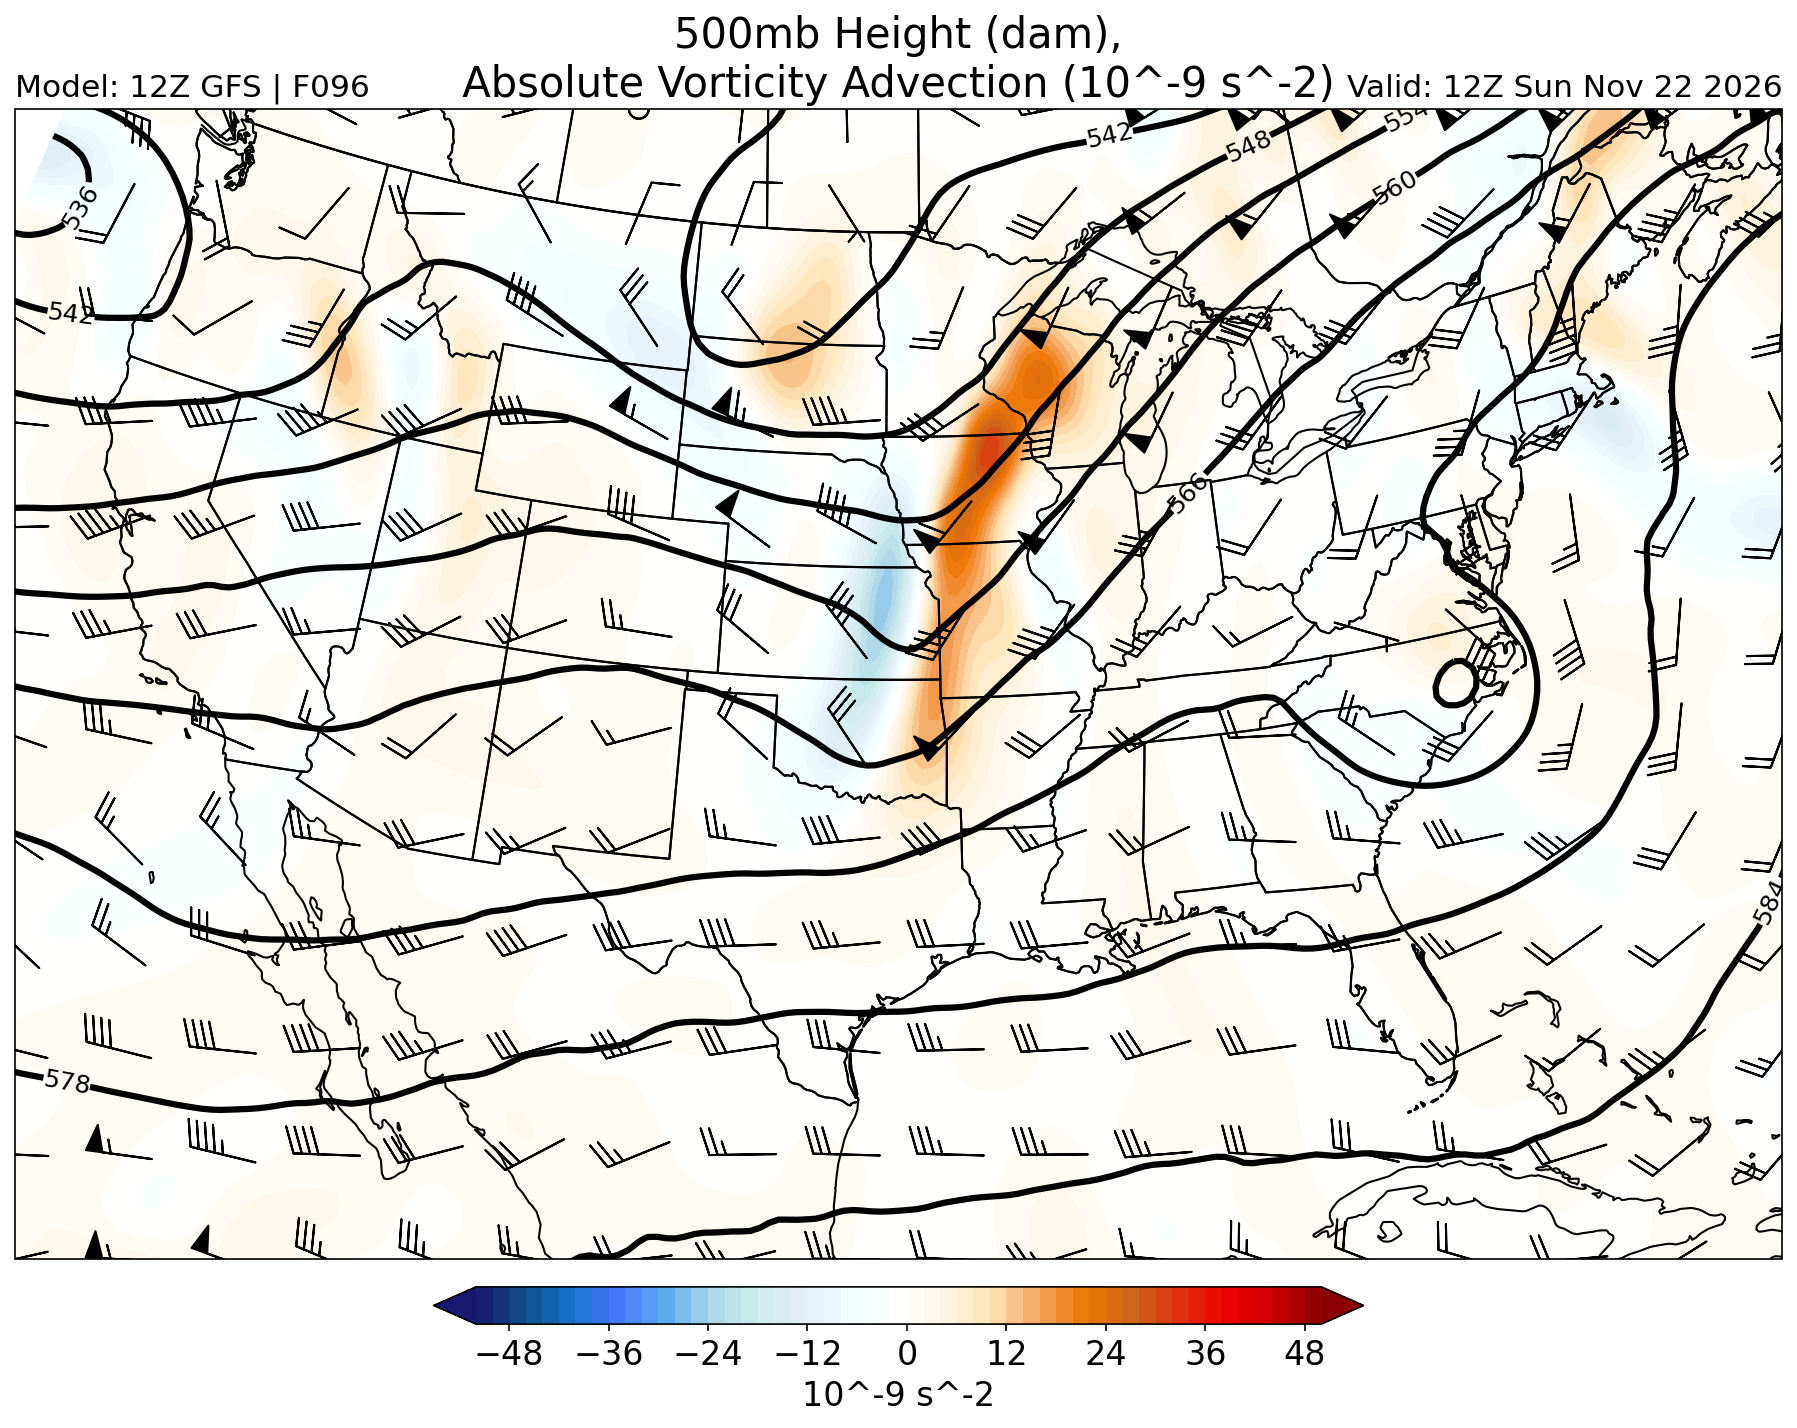 500mb Height (dam),
Model: 12Z GFS | F096
Absolute Vorticity Advection (10^-9 s^-2)
Valid: 12Z Sun Nov 22 2026
542
554
548
560
536
542
566
584
578
−48 −36 −24 −12 0 12 24 36 48
10^-9 s^-2